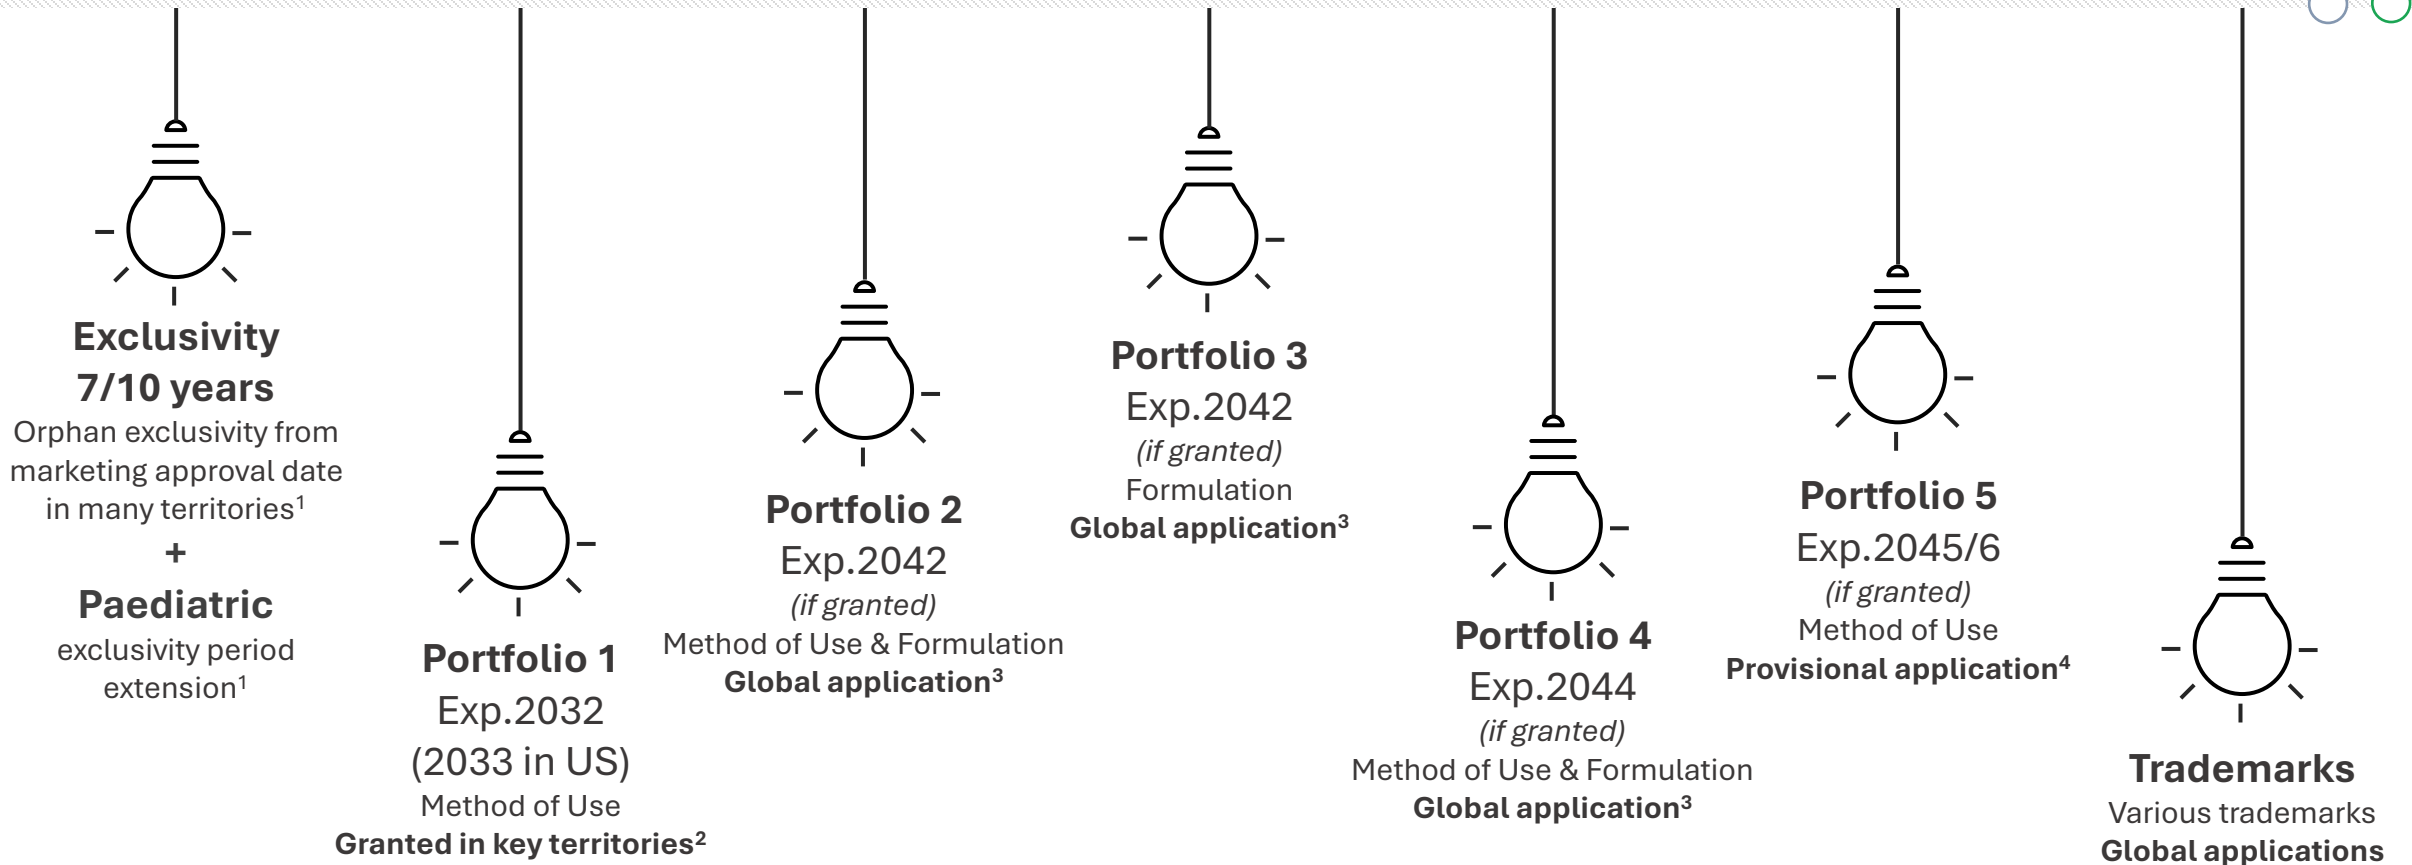 Exclusivity
7/10 years
Orphan exclusivity from
marketing approval date
in many territories¹
+
Paediatric
exclusivity period
extension¹
Portfolio 1
Exp.2032
(2033 in US)
Method of Use
Granted in key territories²
Portfolio 2
Exp.2042
(if granted)
Method of Use & Formulation
Global application³
Portfolio 3
Exp.2042
(if granted)
Formulation
Global application³
Portfolio 4
Exp.2044
(if granted)
Method of Use & Formulation
Global application³
Portfolio 5
Exp.2045/6
(if granted)
Method of Use
Provisional application⁴
Trademarks
Various trademarks
Global applications